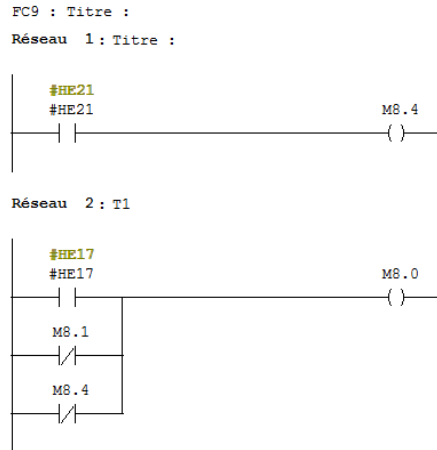 FC9 : Titre :
Réseau 1 : Titre :
#HE21
#HE21 M8.4
Réseau 2 : T1
#HE17
#HE17 M8.0
M8.1
M8.4